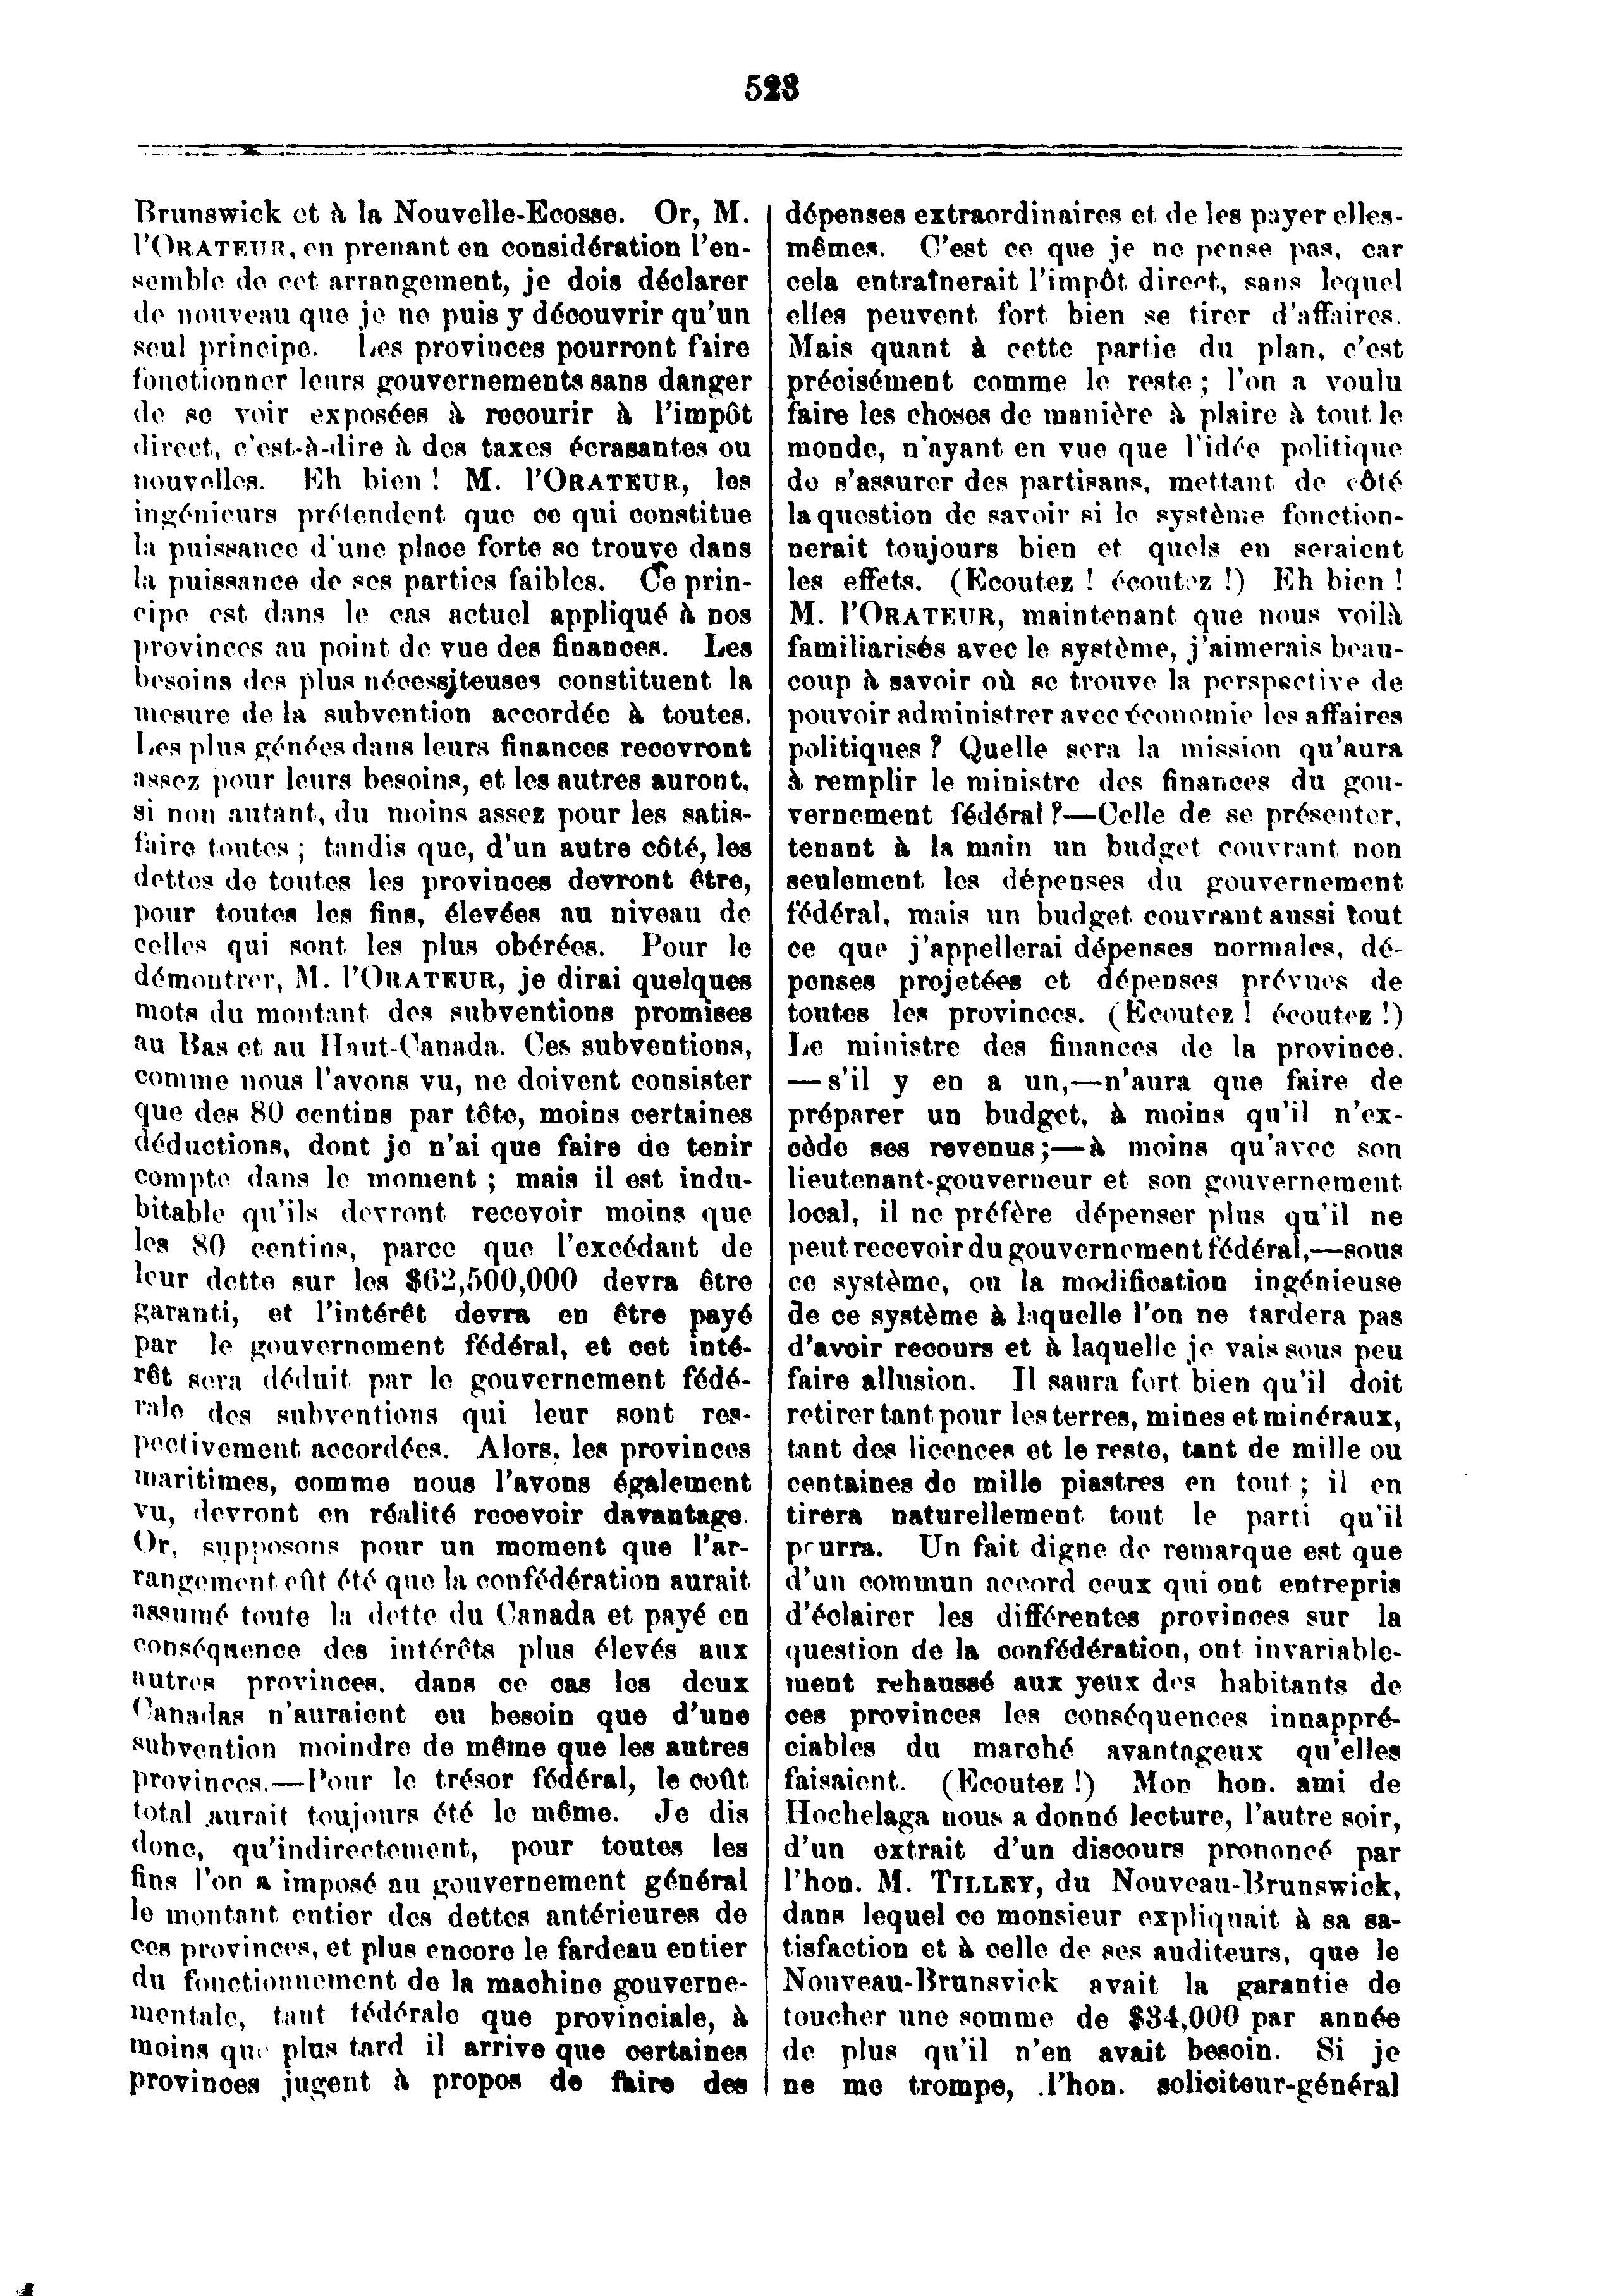 523
Brunswick et à la Nouvelle-Ecosse. Or, M.
l'ORATEUR, en prenant en considération l'en-
semble de cet arrangement, je dois déclarer
de nouveau que je ne puis y découvrir qu'un
seul principe. Les provinces pourront faire
fonctionner leurs gouvernements sans danger
de se voir exposées à recourir à l'impôt
direct, c'est-à-dire à des taxes écrasantes ou
nouvelles. Eh bien ! M. l'ORATEUR, les
ingénieurs prétendent que ce qui constitue
la puissance d'une place forte se trouve dans
la puissance de ses parties faibles. Ce prin-
cipe est dans le cas actuel appliqué à nos
provinces au point de vue des finances. Les
besoins des plus nécessiteuses constituent la
mesure de la subvention accordée à toutes.
Les plus génées dans leurs finances recevront
assez pour leurs besoins, et les autres auront,
si non autant, du moins assez pour les satis-
faire toutes ; tandis que, d'un autre côté, les
dettes de toutes les provinces devront être,
pour toutes les fins, élevées au niveau de
celles qui sont les plus obérées. Pour le
démontrer, M. l'ORATEUR, je dirai quelques
mots du montant des subventions promises
au Bas et au Haut-Canada. Ces subventions,
comme nous l'avons vu, ne doivent consister
que des 80 centins par tête, moins certaines
déductions, dont je n'ai que faire de tenir
compte dans le moment ; mais il est indu-
bitable qu'ils devront recevoir moins que
les 80 centins, parce que l'excédant de
leur dette sur les $62,500,000 devra être
garanti, et l'intérêt devra en être payé
par le gouvernement fédéral, et cet inté-
rêt sera déduit par le gouvernement fédé-
rale des subventions qui leur sont res-
pectivement accordées. Alors, les provinces
maritimes, comme nous l'avons également
vu, devront en réalité recevoir davantage.
Or, supposons pour un moment que l'ar-
rangement eût été que la confédération aurait
assumé toute la dette du Canada et payé en
conséquence des intérêts plus élevés aux
autres provinces, dans ce cas les deux
Canadas n'auraient eu besoin que d'une
subvention moindre de même que les autres
provinces.—Pour le trésor fédéral, le coût
total aurait toujours été le même. Je dis
donc, qu'indirectement, pour toutes les
fins l'on a imposé au gouvernement général
le montant entier des dettes antérieures de
ces provinces, et plus encore le fardeau entier
du fonctionnement de la machine gouverne-
mentale, tant fédérale que provinciale, à
moins que plus tard il arrive que certaines
provinces jugent à propos de faire des
dépenses extraordinaires et de les payer elles-
mêmes. C'est ce que je ne pense pas, car
cela entraînerait l'impôt direct, sans lequel
elles peuvent fort bien se tirer d'affaires.
Mais quant à cette partie du plan, c'est
précisément comme le reste ; l'on a voulu
faire les choses de manière à plaire à tout le
monde, n'ayant en vue que l'idée politique
de s'assurer des partisans, mettant de côté
la question de savoir si le système fonction-
nerait toujours bien et quels en seraient
les effets. (Ecoutez ! écoutez !) Eh bien !
M. l'ORATEUR, maintenant que nous voilà
familiarisés avec le système, j'aimerais beau-
coup à savoir où se trouve la perspective de
pouvoir administrer avec économie les affaires
politiques ? Quelle sera la mission qu'aura
à remplir le ministre des finances du gou-
vernement fédéral ?—Celle de se présenter,
tenant à la main un budget couvrant non
seulement les dépenses du gouvernement
fédéral, mais un budget couvrant aussi tout
ce que j'appellerai dépenses normales, dé-
penses projetées et dépenses prévues de
toutes les provinces. (Ecoutez ! écoutez !)
Le ministre des finances de la province.
—s'il y en a un,—n'aura que faire de
préparer un budget, à moins qu'il n'ex-
cède ses revenus ;—à moins qu'avec son
lieutenant-gouverneur et son gouvernement
local, il ne préfère dépenser plus qu'il ne
peut recevoir du gouvernement fédéral,—sous
ce système, ou la modification ingénieuse
de ce système à laquelle l'on ne tardera pas
d'avoir recours et à laquelle je vais sous peu
faire allusion. Il saura fort bien qu'il doit
retirer tant pour les terres, mines et minéraux,
tant des licences et le reste, tant de mille ou
centaines de mille piastres en tout ; il en
tirera naturellement tout le parti qu'il
pourra. Un fait digne de remarque est que
d'un commun accord ceux qui ont entrepris
d'éclairer les différentes provinces sur la
question de la confédération, ont invariable-
ment rehaussé aux yeux des habitants de
ces provinces les conséquences innappré-
ciables du marché avantageux qu'elles
faisaient. (Ecoutez !) Mon hon. ami de
Hochelaga nous a donné lecture, l'autre soir,
d'un extrait d'un discours prononcé par
l'hon. M. TILLEY, du Nouveau-Brunswick,
dans lequel ce monsieur expliquait à sa sa-
tisfaction et à celle de ses auditeurs, que le
Nouveau-Brunsvick avait la garantie de
toucher une somme de $34,000 par année
de plus qu'il n'en avait besoin. Si je
ne me trompe, l'hon. soliciteur-général